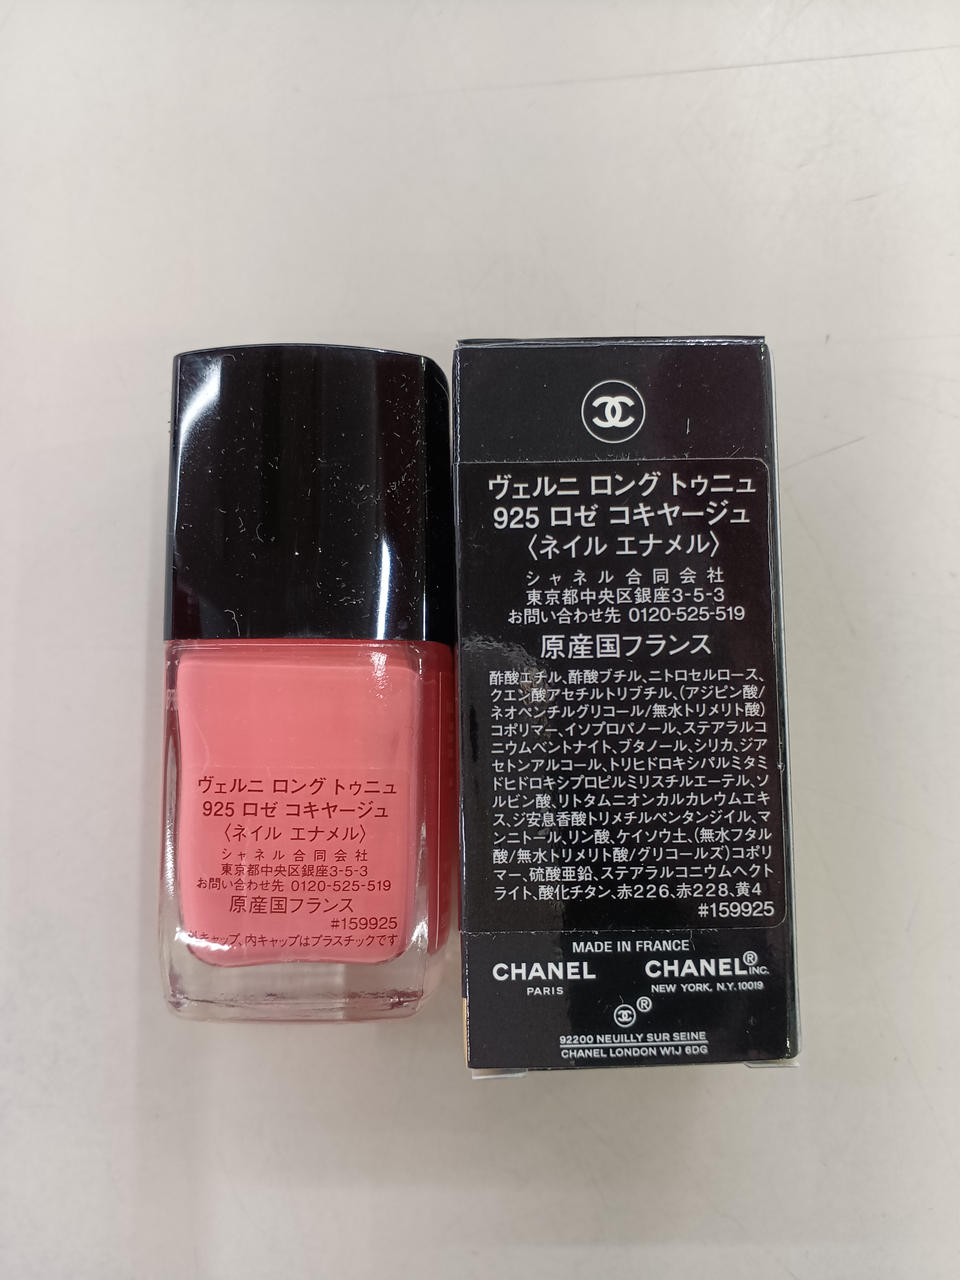 ヴェルニ ロング トゥニュ
925 ロゼ コキヤージュ
〈ネイル エナメル〉
シャネル合同会社
東京都中央区銀座3-5-3
お問い合わせ先 0120-525-519
原産国フランス
#159925
外キャップ、内キャップはプラスチックです
ヴェルニ ロング トゥニュ
925 ロゼ コキヤージュ
〈ネイル エナメル〉
シャネル合同会社
東京都中央区銀座3-5-3
お問い合わせ先 0120-525-519
原産国フランス
酢酸エチル、酢酸ブチル、ニトロセルロース、
クエン酸アセチルトリブチル、(アジピン酸/
ネオペンチルグリコール/無水トリメリト酸)
コポリマー、イソプロパノール、ステアラルコ
ニウムベントナイト、ブタノール、シリカ、ジア
セトンアルコール、トリヒドロキシパルミタミ
ドヒドロキシプロピルミリスチルエーテル、ソ
ルビン酸、リトタムニオンカルカレウムエキ
ス、ジ安息香酸トリメチルペンタンジイル、マ
ンニトール、リン酸、ケイソウ土、(無水フタル
酸/無水トリメリト酸/グリコールズ)コポリ
マー、硫酸亜鉛、ステアラルコニウムヘクト
ライト、酸化チタン、赤226、赤228、黄4
#159925
MADE IN FRANCE
CHANEL
PARIS
CHANEL® INC.
NEW YORK, N.Y. 10019
®
92200 NEUILLY SUR SEINE
CHANEL LONDON W1J 6DG